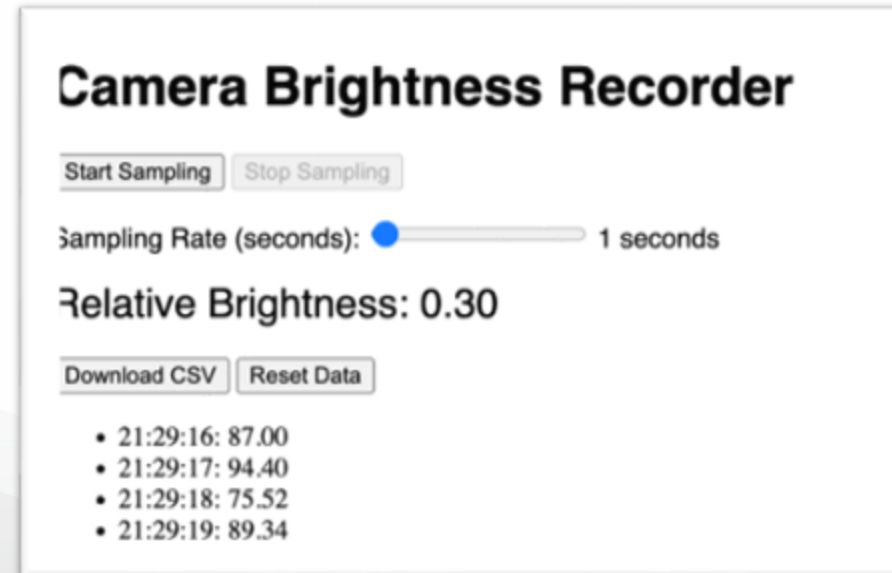 Camera Brightness Recorder
Start Sampling Stop Sampling
Sampling Rate (seconds): 1 seconds
Relative Brightness: 0.30
Download CSV Reset Data
• 21:29:16: 87.00
• 21:29:17: 94.40
• 21:29:18: 75.52
• 21:29:19: 89.34